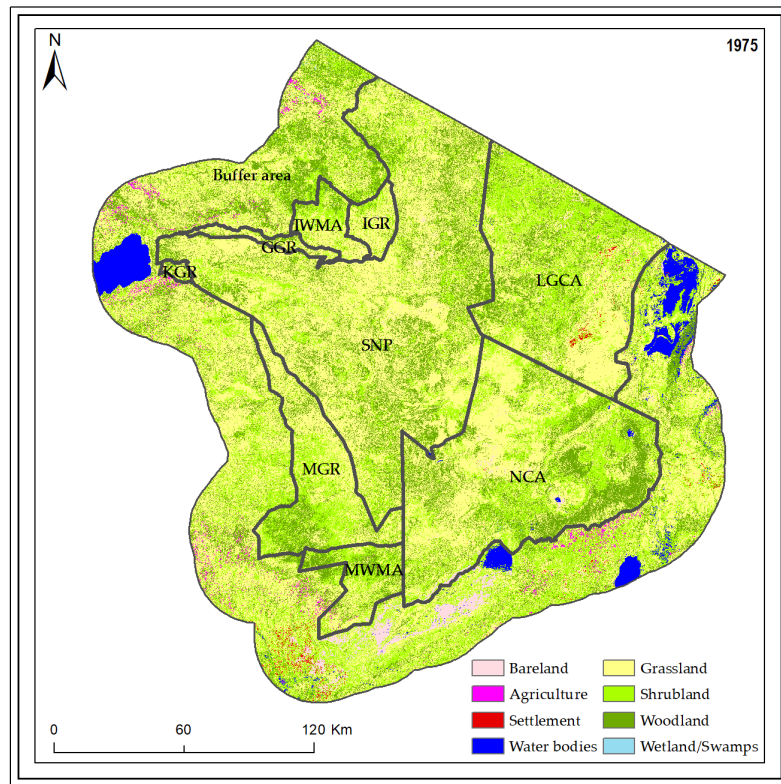 N
1975
Buffer area
IWMA
IGR
GGR
KGR
LGCA
SNP
MGR
NCA
MWMA
Bareland
Grassland
Agriculture
Shrubland
Settlement
Woodland
Water bodies
Wetland/Swamps
0
60
120 Km